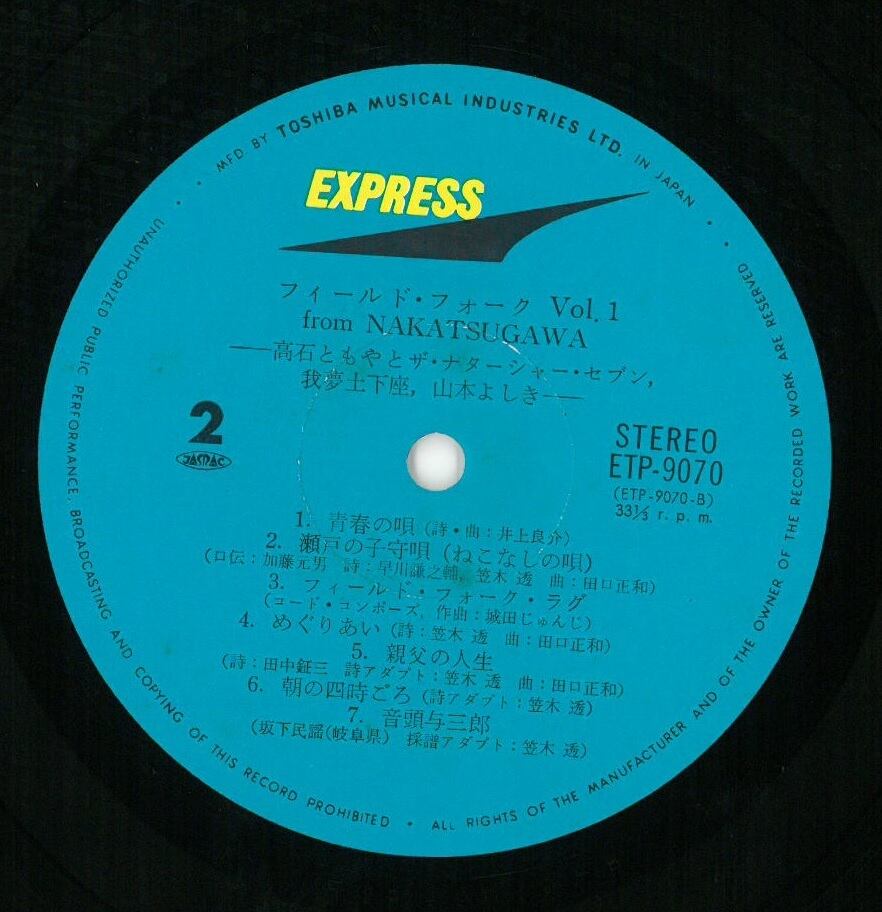 MFD BY TOSHIBA MUSICAL INDUSTRIES LTD. IN JAPAN
EXPRESS
フィールド・フォーク Vol. 1
from NAKATSUGAWA
——高石ともやとザ・ナターシャー・セブン,
我夢土下座, 山本よしき——
2
JASRAC
STEREO
ETP-9070
(ETP-9070-B)
33⅓ r. p. m.
1. 青春の唄 (詩・曲：井上良介)
2. 瀬戸の子守唄 (ねこなしの唄)
(口伝：加藤元男 詩：早川謙之輔, 笠木 透 曲：田口正和)
3. フィールド・フォーク・ラグ
(コード・コンポーズ, 作曲：城田じゅんじ)
4. めぐりあい (詩：笠木 透 曲：田口正和)
5. 親父の人生
(詩：田中鉦三 詩アダプト：笠木 透 曲：田口正和)
6. 朝の四時ごろ (詩アダプト：笠木 透)
7. 音頭与三郎
(坂下民謡(岐阜県) 採譜アダプト：笠木 透)
UNAUTHORIZED PUBLIC PERFORMANCE, BROADCASTING AND COPYING OF THIS RECORD PROHIBITED • ALL RIGHTS OF THE MANUFACTURER AND OF THE OWNER OF THE RECORDED WORK ARE RESERVED